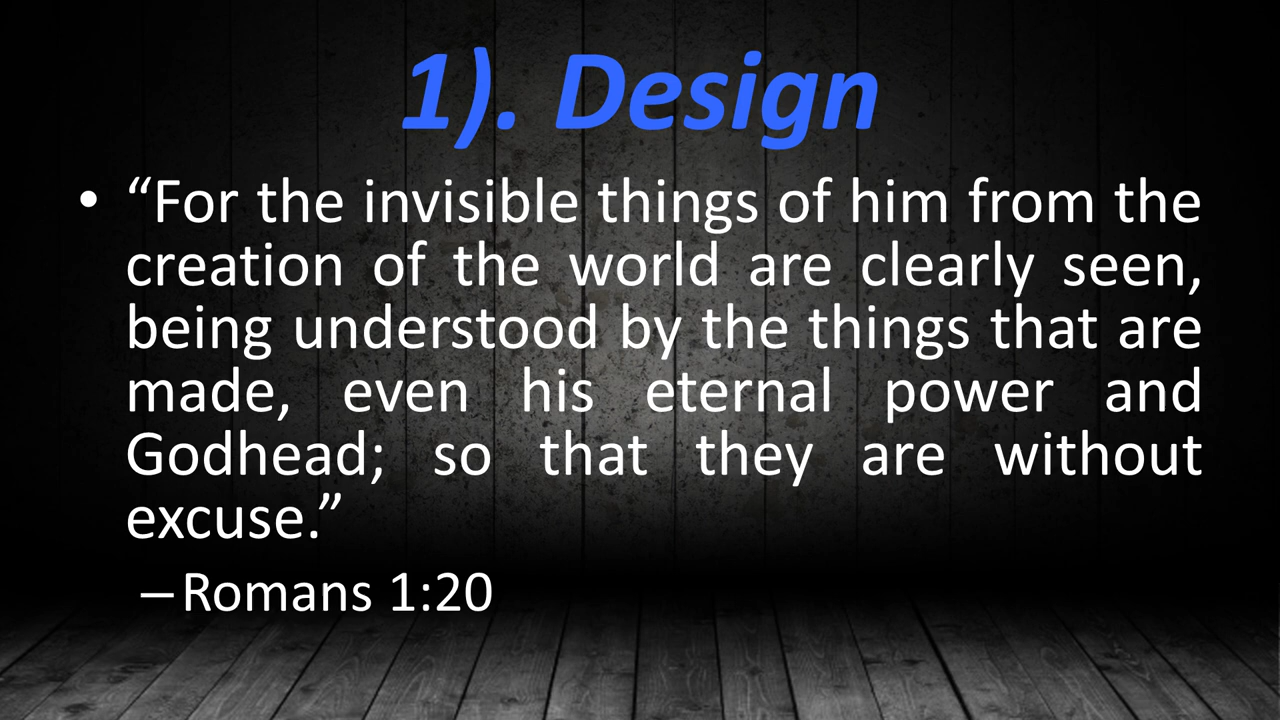 1). Design
• “For the invisible things of him from the
creation of the world are clearly seen,
being understood by the things that are
made, even his eternal power and
Godhead; so that they are without
excuse.”
–Romans 1:20